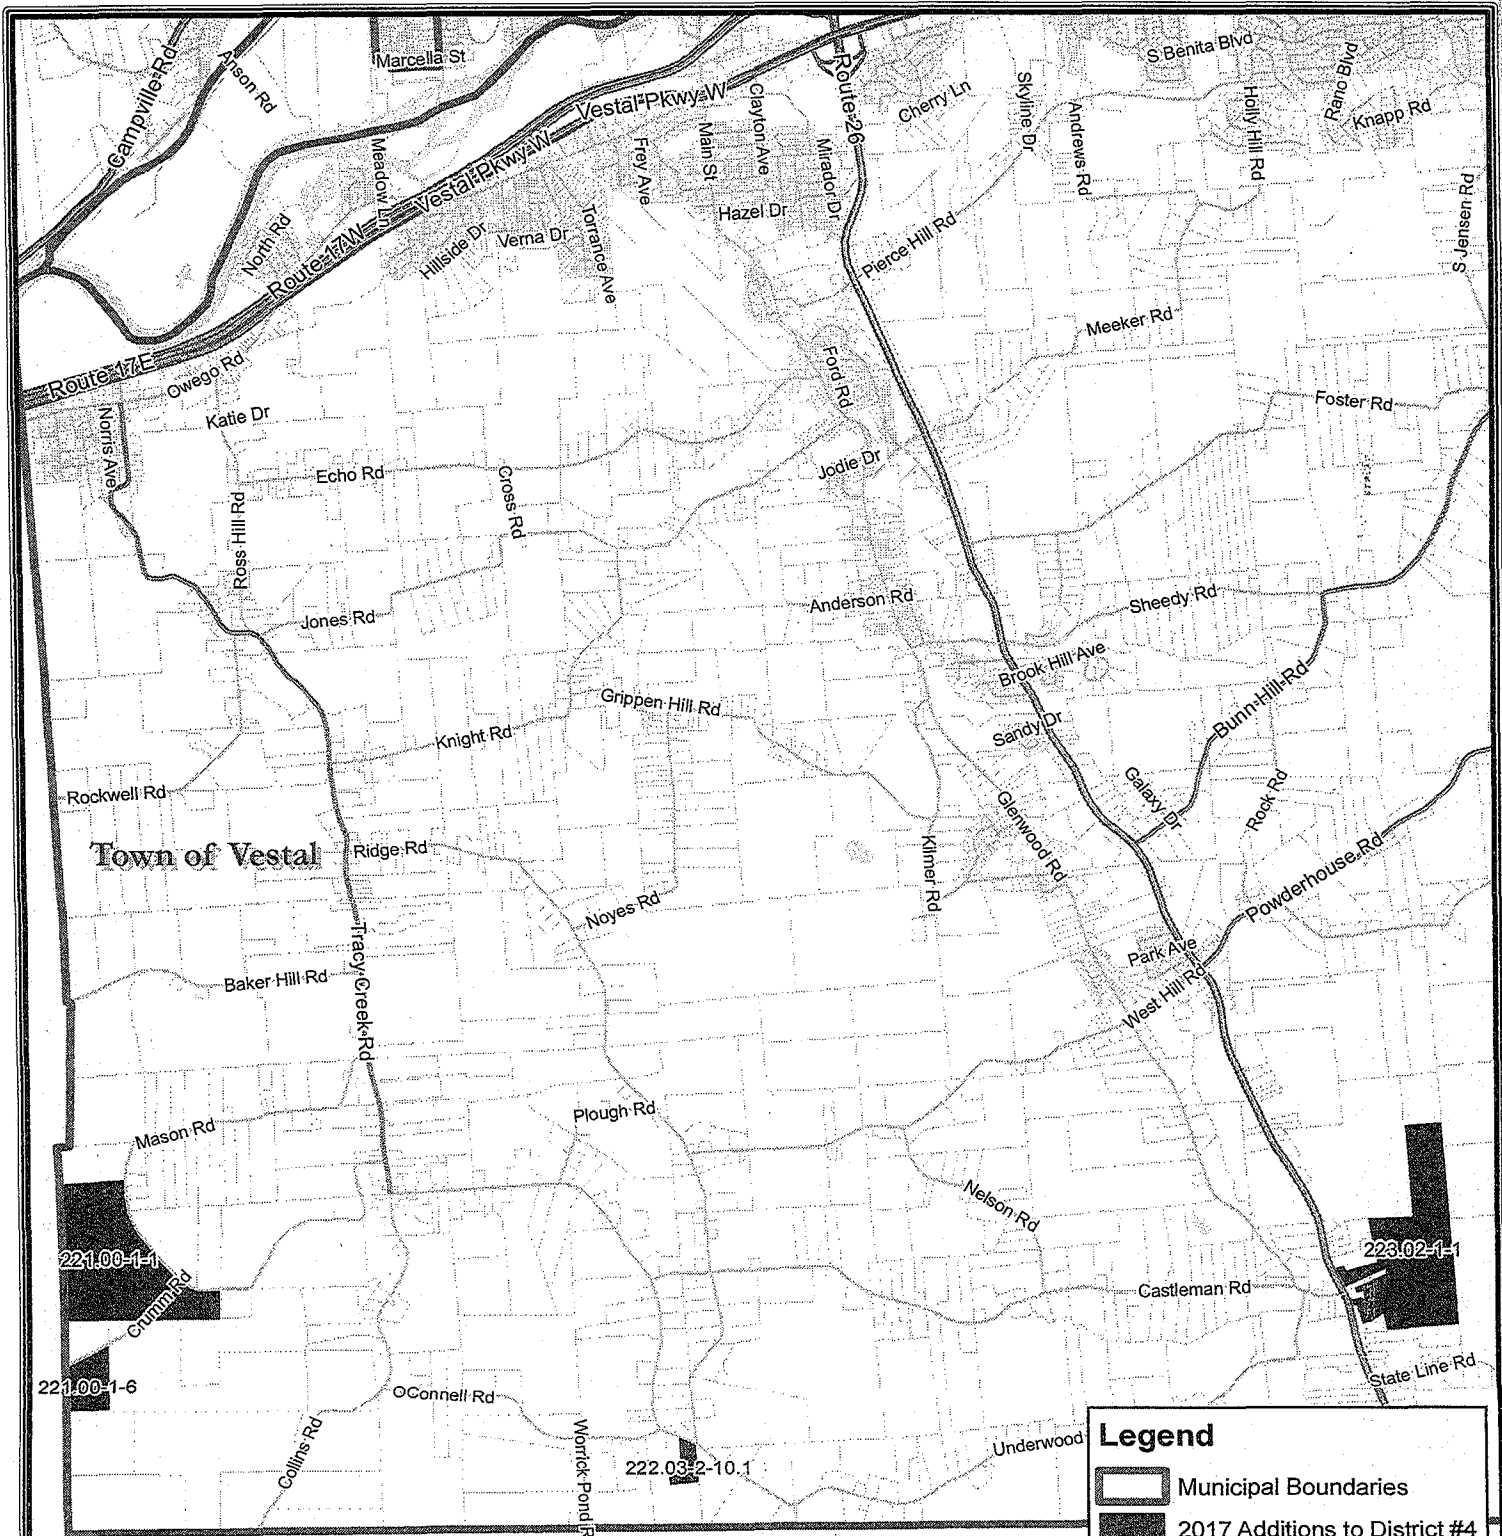 Marcella St
S Benita Blvd
Campville Rd
Anson Rd
Route 26
Cherry Ln
Skyline Dr
Reno Blvd
Knapp Rd
Holly Hill Rd
Vestal Pkwy W
Clayton Ave
Main St
Andrews Rd
Meadow Ln
Vestal Pkwy W
Frey Ave
Mirador Dr
S Jensen Rd
Hazel Dr
North Rd
Route 17W
Hillside Dr
Verna Dr
Torrance Ave
Pierce Hill Rd
Meeker Rd
Route 17E
Owego Rd
Ford Rd
Katie Dr
Foster Rd
Norris Ave
Echo Rd
Cross Rd
Jodie Dr
Ross Hill Rd
Jones Rd
Anderson Rd
Sheedy Rd
Brook Hill Ave
Grippen Hill Rd
Bunn Hill Rd
Knight Rd
Sandy Dr
Rockwell Rd
Galaxy Dr
Rock Rd
Town of Vestal
Ridge Rd
Glenwood Rd
Kilmer Rd
Powderhouse Rd
Noyes Rd
Tracy Creek Rd
Park Ave
Baker Hill Rd
West Hill Rd
Mason Rd
Plough Rd
Nelson Rd
221.00-1-1
223.02-1-1
Crumm Rd
Castleman Rd
221.00-1-6
OConnell Rd
State Line Rd
Collins Rd
Worrick Pond R
222.03-2-10.1
Underwood
Legend
Municipal Boundaries
2017 Additions to District #4